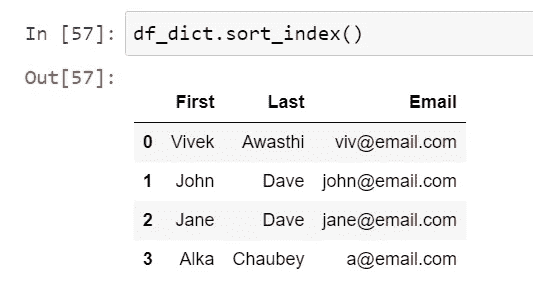 In [57]: df_dict.sort_index()
Out[57]:
First Last Email
0 Vivek Awasthi viv@email.com
1 John Dave john@email.com
2 Jane Dave jane@email.com
3 Alka Chaubey a@email.com